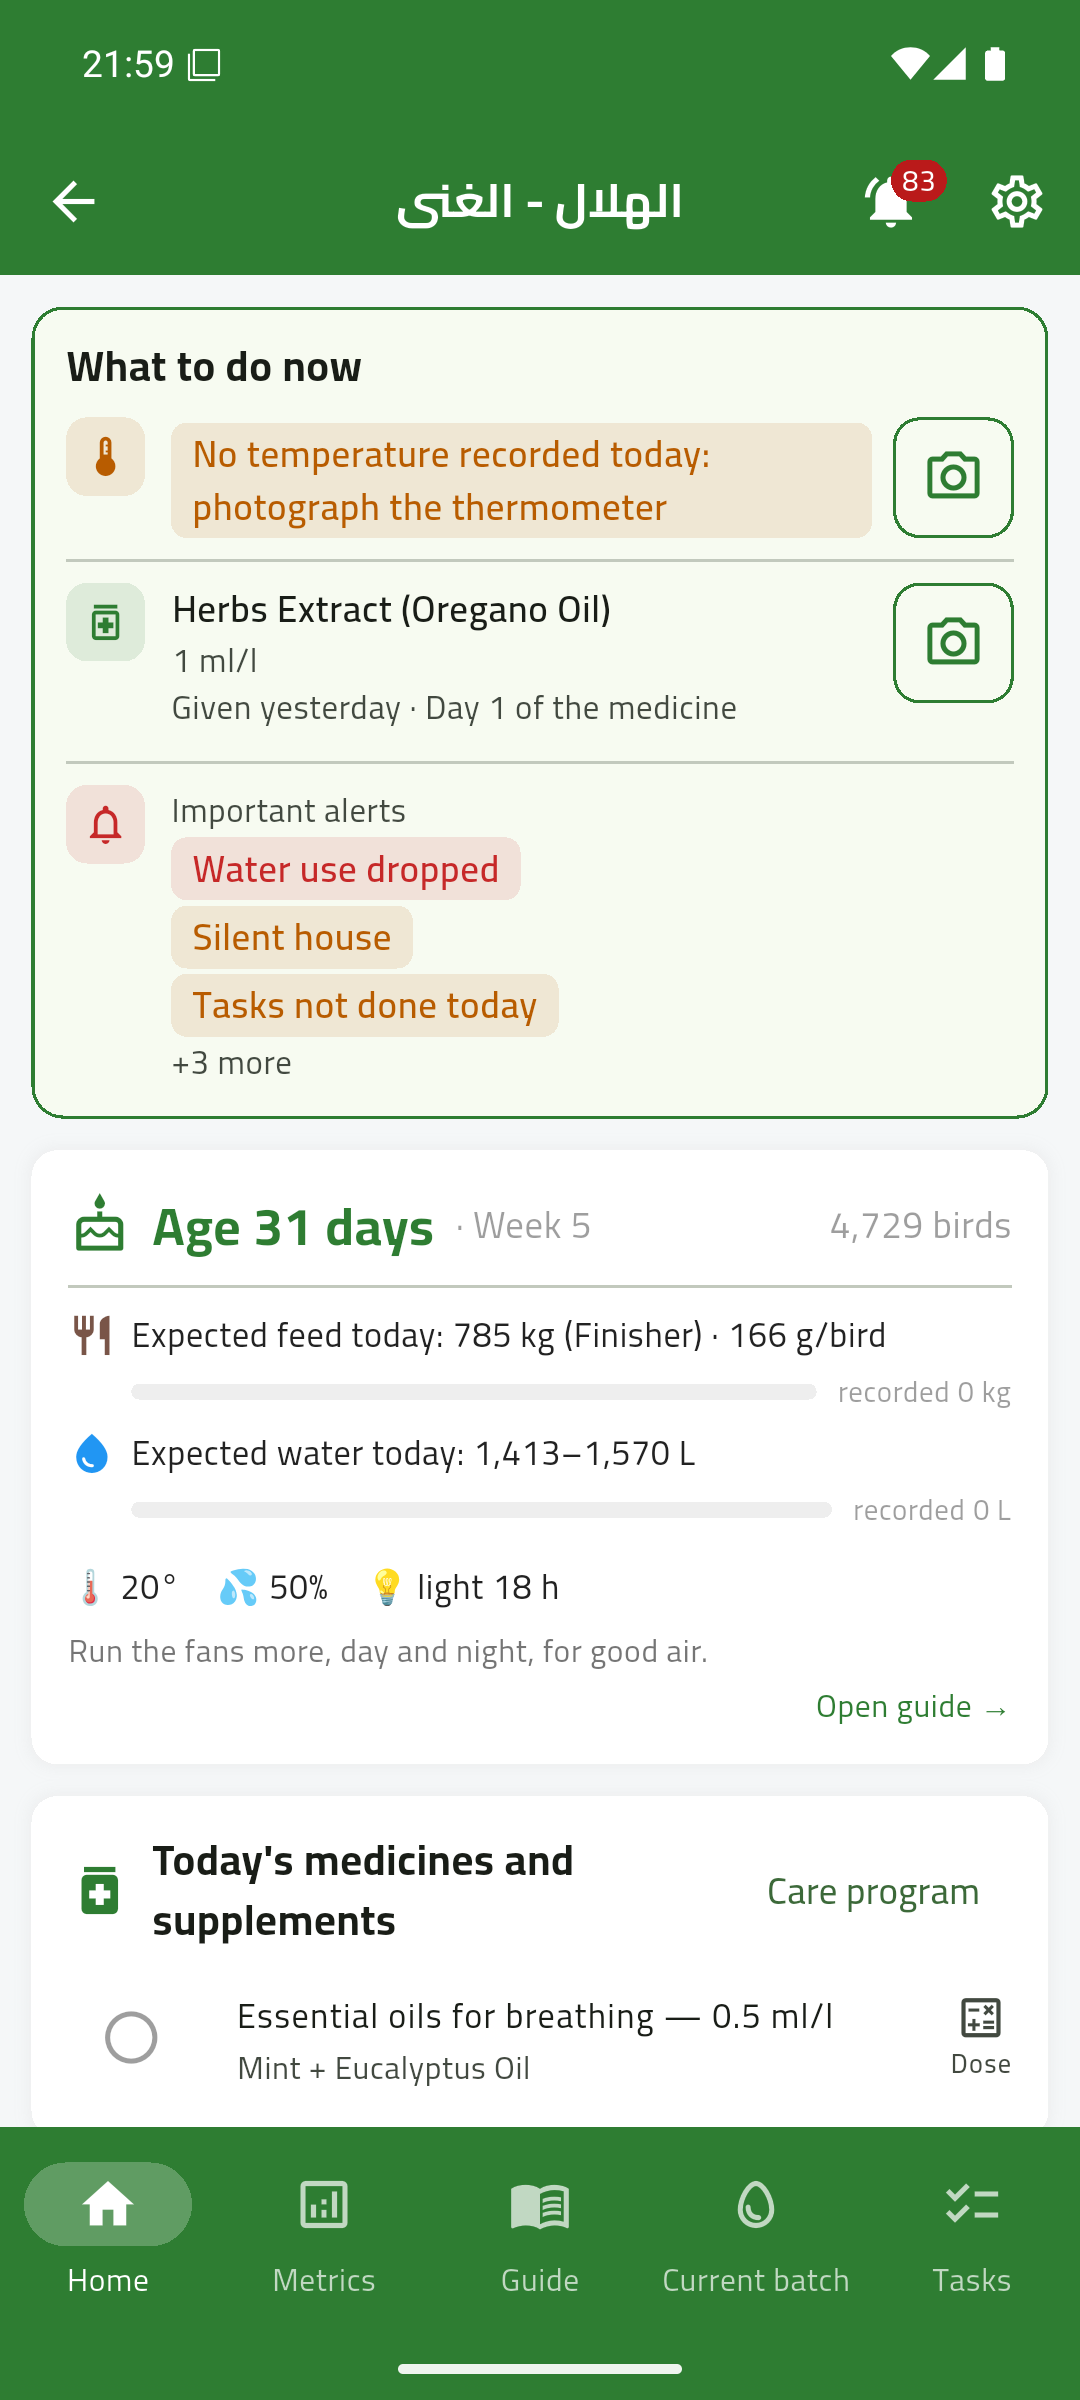 21:59
الهلال - الغنى
83
What to do now
No temperature recorded today:
photograph the thermometer
Herbs Extract (Oregano Oil)
1 ml/l
Given yesterday · Day 1 of the medicine
Important alerts
Water use dropped
Silent house
Tasks not done today
+3 more
Age 31 days · Week 5 4,729 birds
Expected feed today: 785 kg (Finisher) · 166 g/bird
recorded 0 kg
Expected water today: 1,413–1,570 L
recorded 0 L
20° 50% light 18 h
Run the fans more, day and night, for good air.
Open guide →
Today's medicines and
supplements
Care program
Essential oils for breathing — 0.5 ml/l
Mint + Eucalyptus Oil
Dose
Home Metrics Guide Current batch Tasks